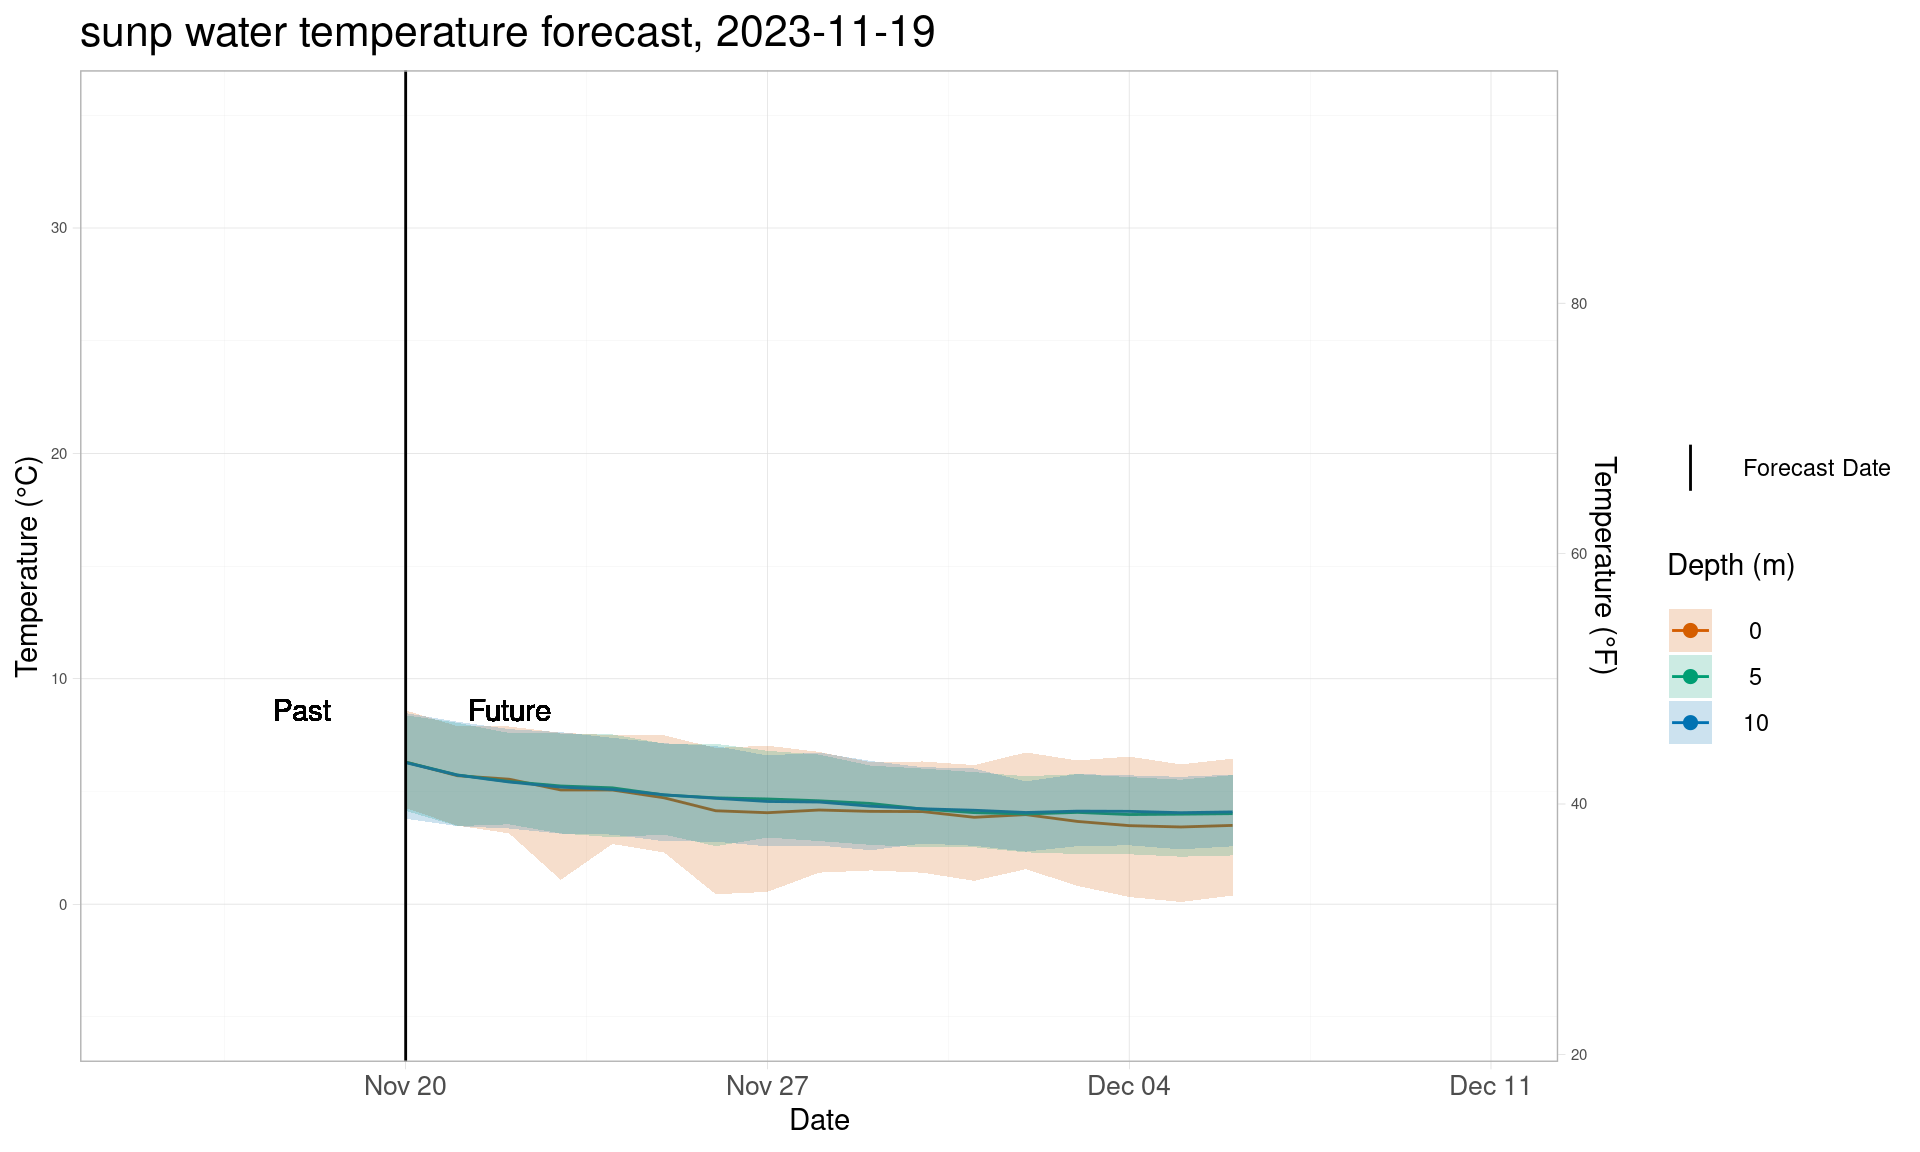 sunp water temperature forecast, 2023-11-19
Temperature (°C)
30
20
10
0
Past
Future
80
60
40
20
Temperature (°F)
Nov 20
Nov 27
Dec 04
Dec 11
Date
Forecast Date
Depth (m)
0
5
10